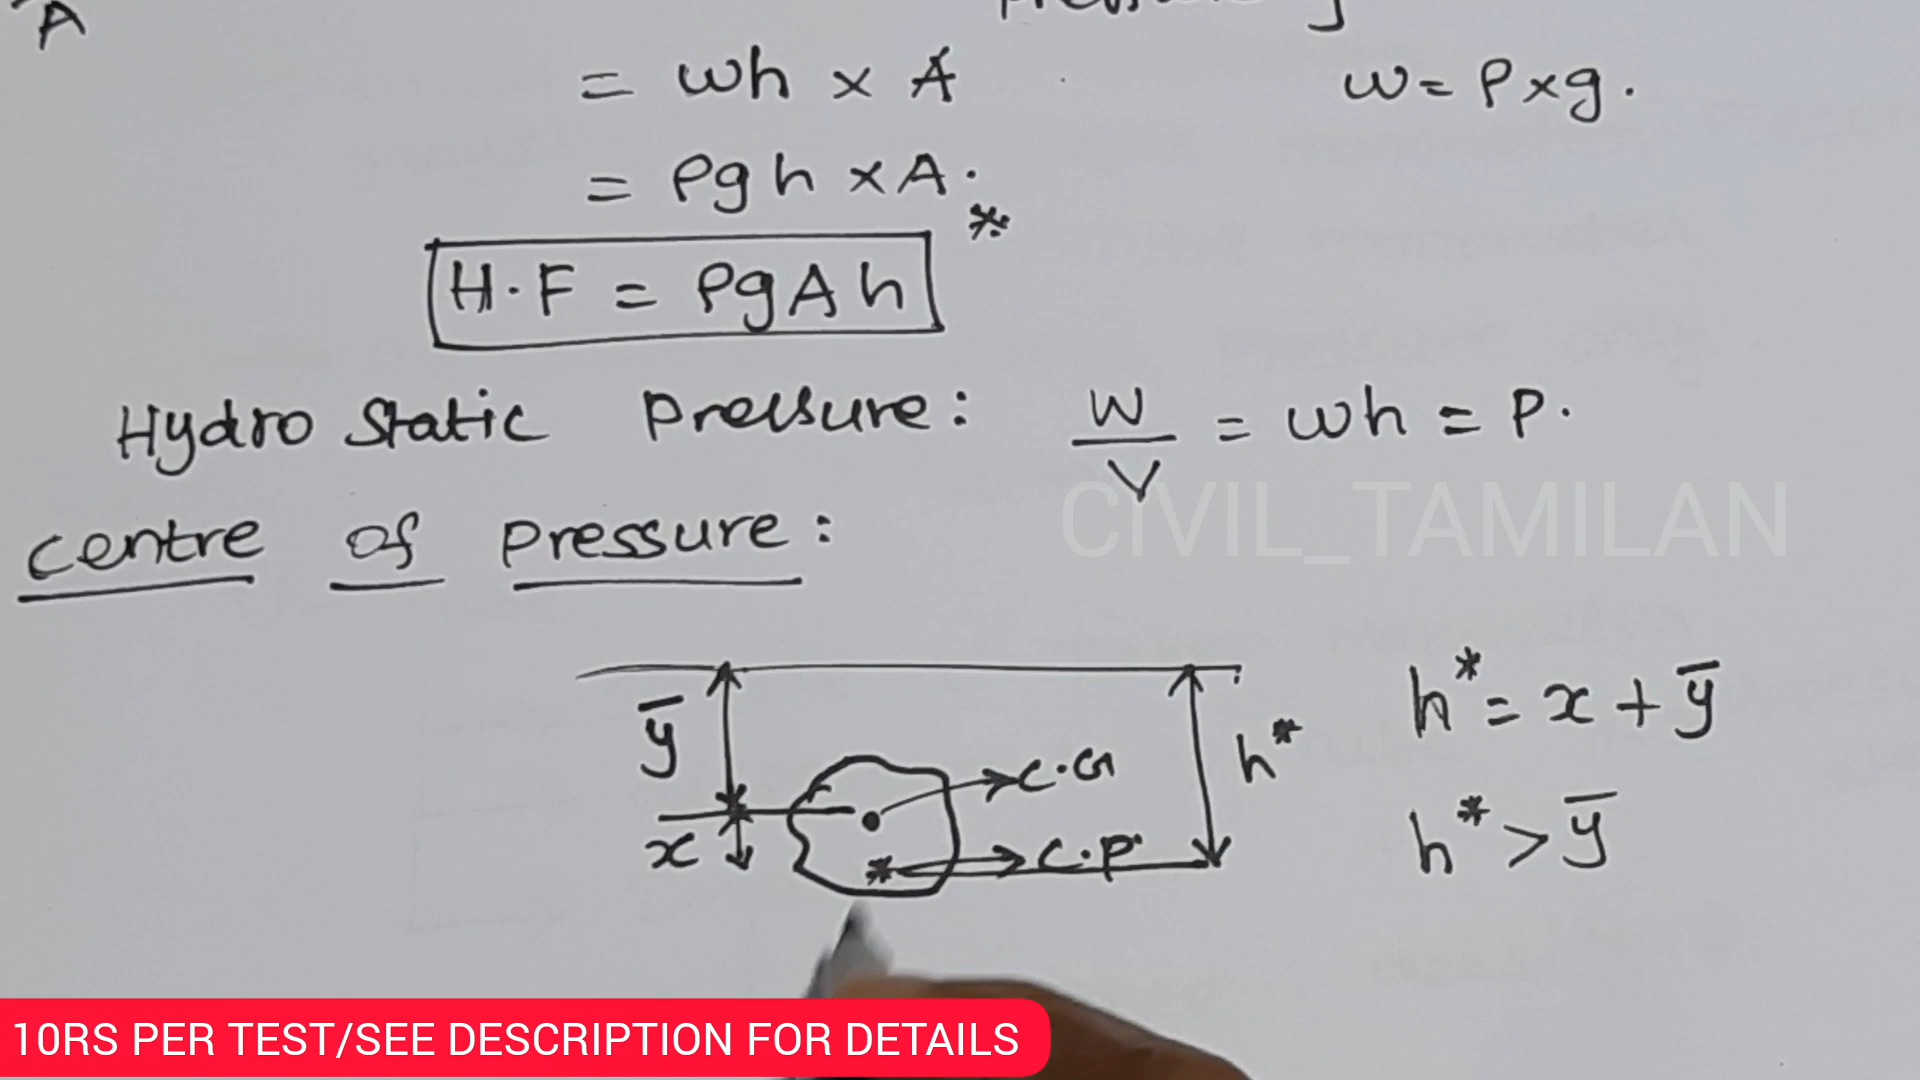 A
= wh × A w = ρ×g.
= ρgh × A.
*
H.F = ρgAh
Hydro Static Pressure: W/V = wh = P.
CIVIL_TAMILAN
Centre of Pressure:
ȳ h* h* = x + ȳ
C.G
x C.P. h* > ȳ
10RS PER TEST/SEE DESCRIPTION FOR DETAILS